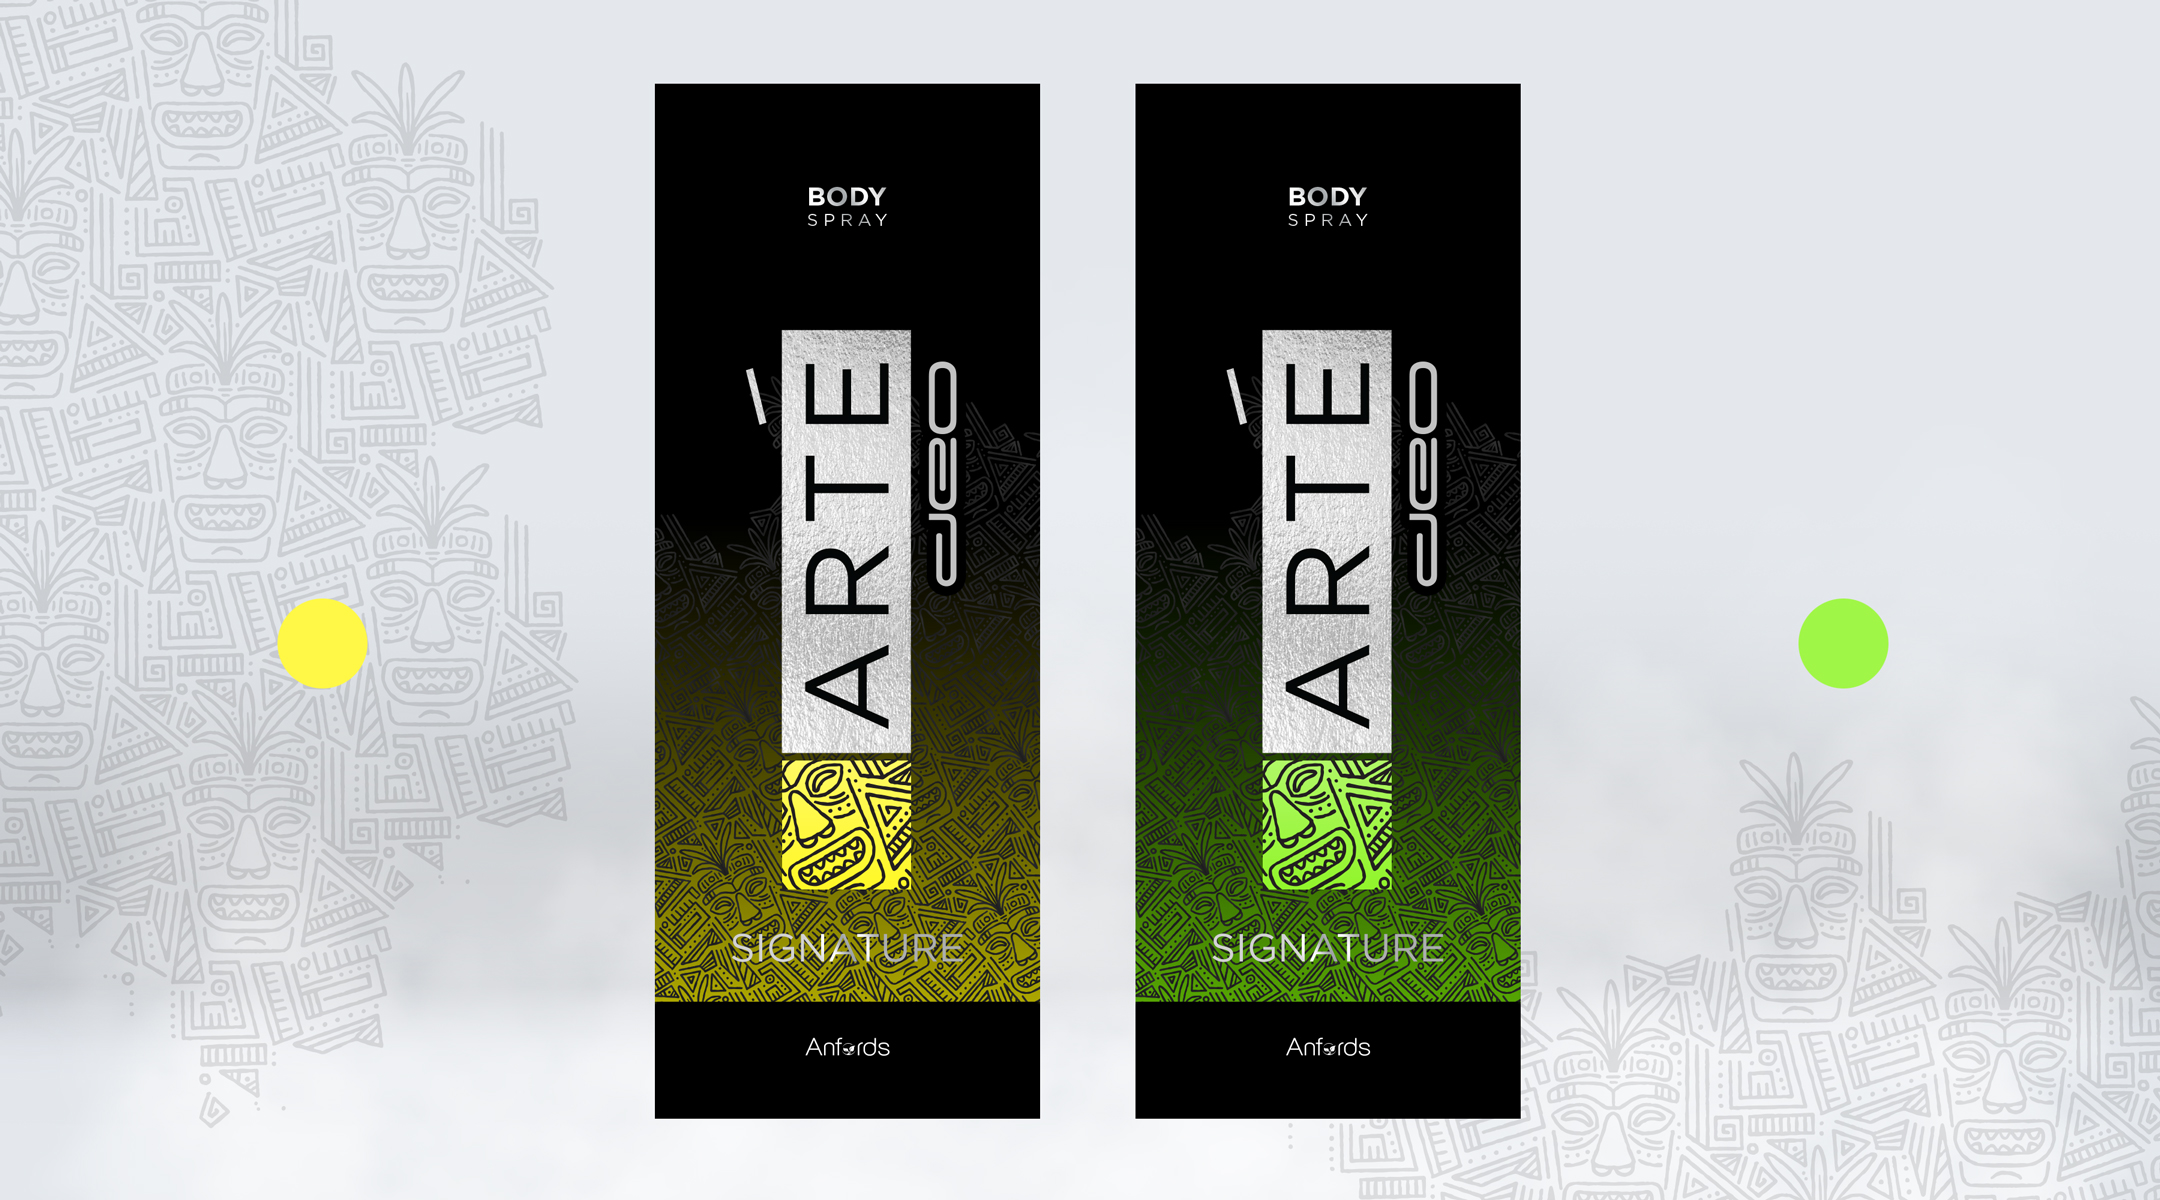 BODY
SPRAY
ARTÉ
deo
SIGNATURE
Anfords
BODY
SPRAY
ARTÉ
deo
SIGNATURE
Anfords